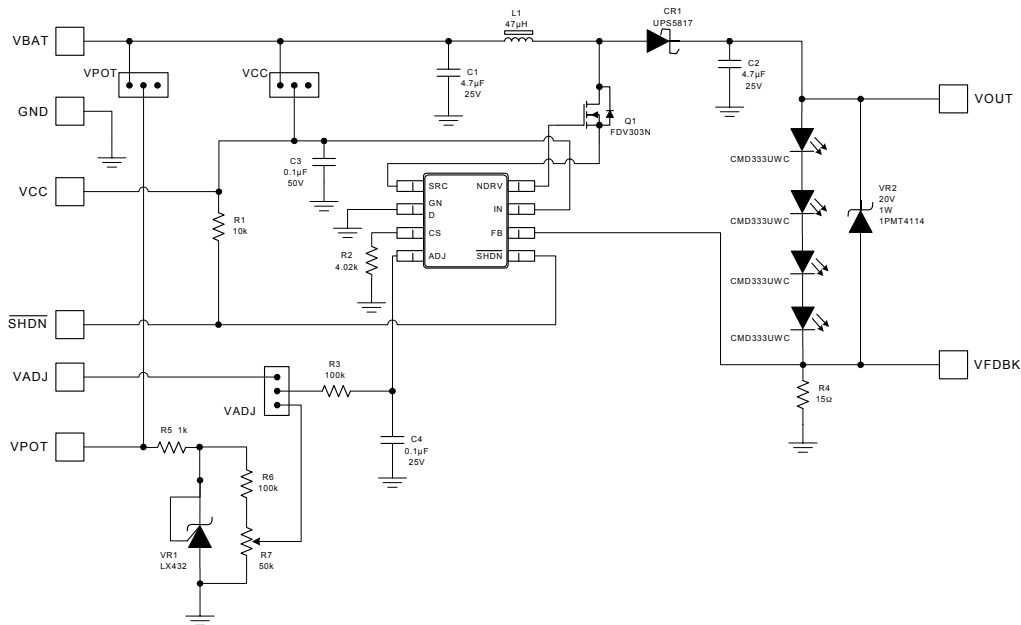 L1
47µH
CR1
UPS5817
VBAT
VPOT
VCC
C1
4.7µF
25V
C2
4.7µF
25V
VOUT
GND
Q1
FDV303N
C3
0.1µF
50V
CMD333UWC
VCC
SRC
NDRV
GN
D
IN
CS
FB
ADJ
SHDN
R1
10k
R2
4.02k
CMD333UWC
VR2
20V
1W
1PMT4114
CMD333UWC
CMD333UWC
SHDN
VADJ
R3
100k
VADJ
VFDBK
R4
15Ω
VPOT
R5 1k
C4
0.1µF
25V
R6
100k
VR1
LX432
R7
50k